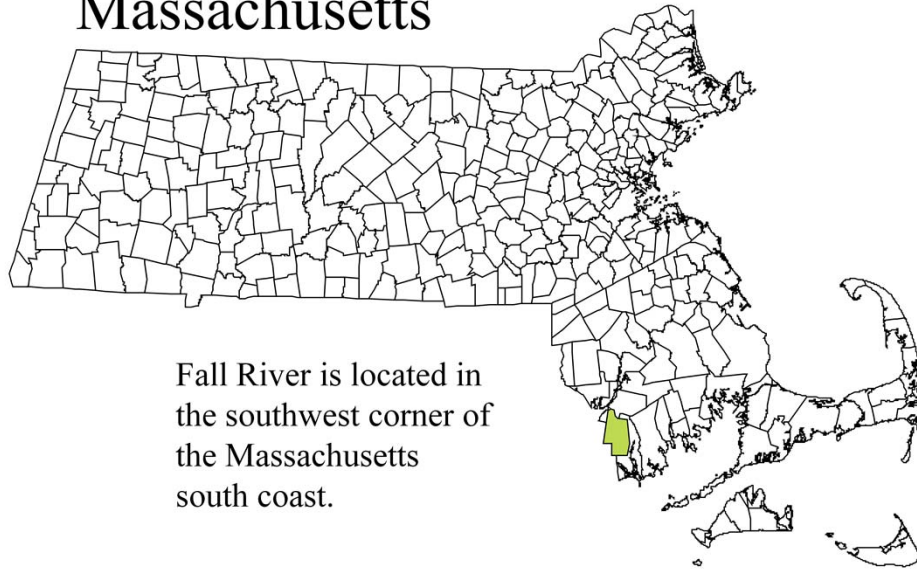 Massachusetts
Fall River is located in
the southwest corner of
the Massachusetts
south coast.